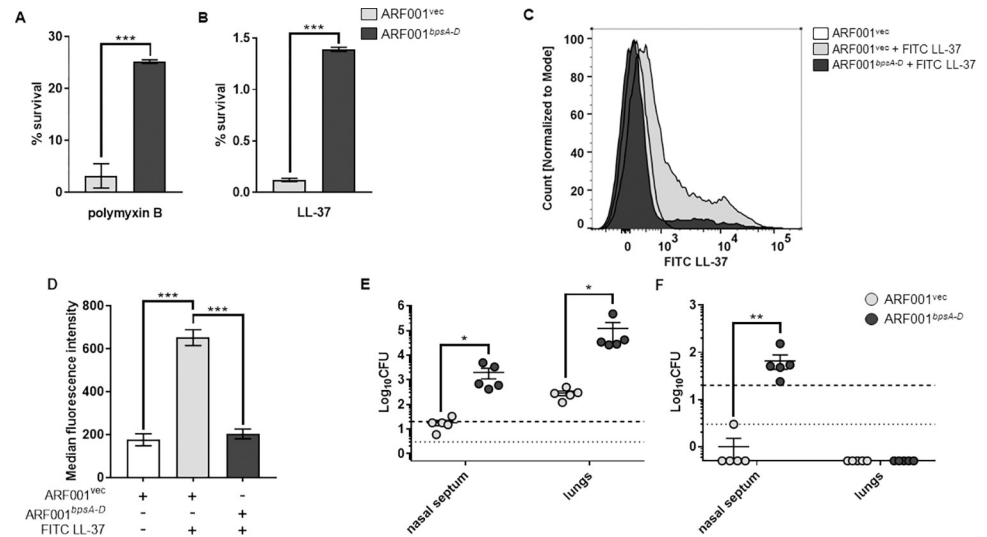 A
30
20
10
0
% survival
***
polymyxin B
B
1.5
1.0
0.5
0.0
% survival
***
LL-37
ARF001vec
ARF001bpsA-D
C
100
80
60
40
20
0
Count [Normalized to Mode]
0 10³ 10⁴ 10⁵
FITC LL-37
ARF001vec
ARF001vec + FITC LL-37
ARF001bpsA-D + FITC LL-37
D
800
600
400
200
0
Median fluorescence intensity
***
***
ARF001vec + + -
ARF001bpsA-D - - +
FITC LL-37 - + +
E
6
5
4
3
2
1
0
Log10CFU
*
*
nasal septum
lungs
F
3
2
1
0
Log10CFU
**
nasal septum
lungs
ARF001vec
ARF001bpsA-D